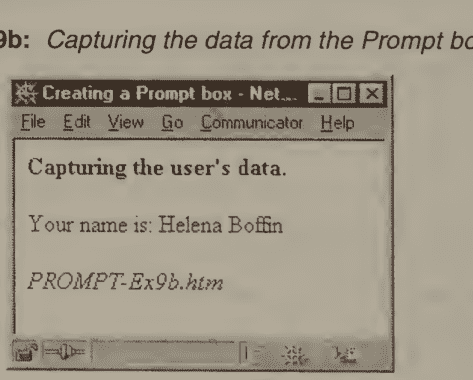 9b: Capturing the data from the Prompt bo
Creating a Prompt box - Net...
File Edit View Go Communicator Help
Capturing the user's data.
Your name is: Helena Boffin
PROMPT-Ex9b.htm